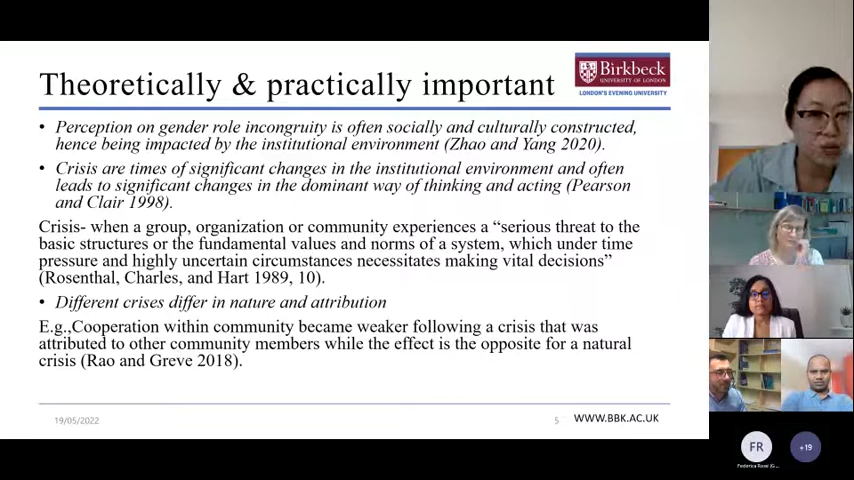 Theoretically & practically important
Birkbeck
UNIVERSITY OF LONDON
LONDON'S EVENING UNIVERSITY
• Perception on gender role incongruity is often socially and culturally constructed,
hence being impacted by the institutional environment (Zhao and Yang 2020).
• Crisis are times of significant changes in the institutional environment and often
leads to significant changes in the dominant way of thinking and acting (Pearson
and Clair 1998).
Crisis- when a group, organization or community experiences a “serious threat to the
basic structures or the fundamental values and norms of a system, which under time
pressure and highly uncertain circumstances necessitates making vital decisions”
(Rosenthal, Charles, and Hart 1989, 10).
• Different crises differ in nature and attribution
E.g.,Cooperation within community became weaker following a crisis that was
attributed to other community members while the effect is the opposite for a natural
crisis (Rao and Greve 2018).
19/05/2022
5
WWW.BBK.AC.UK
FR
+19